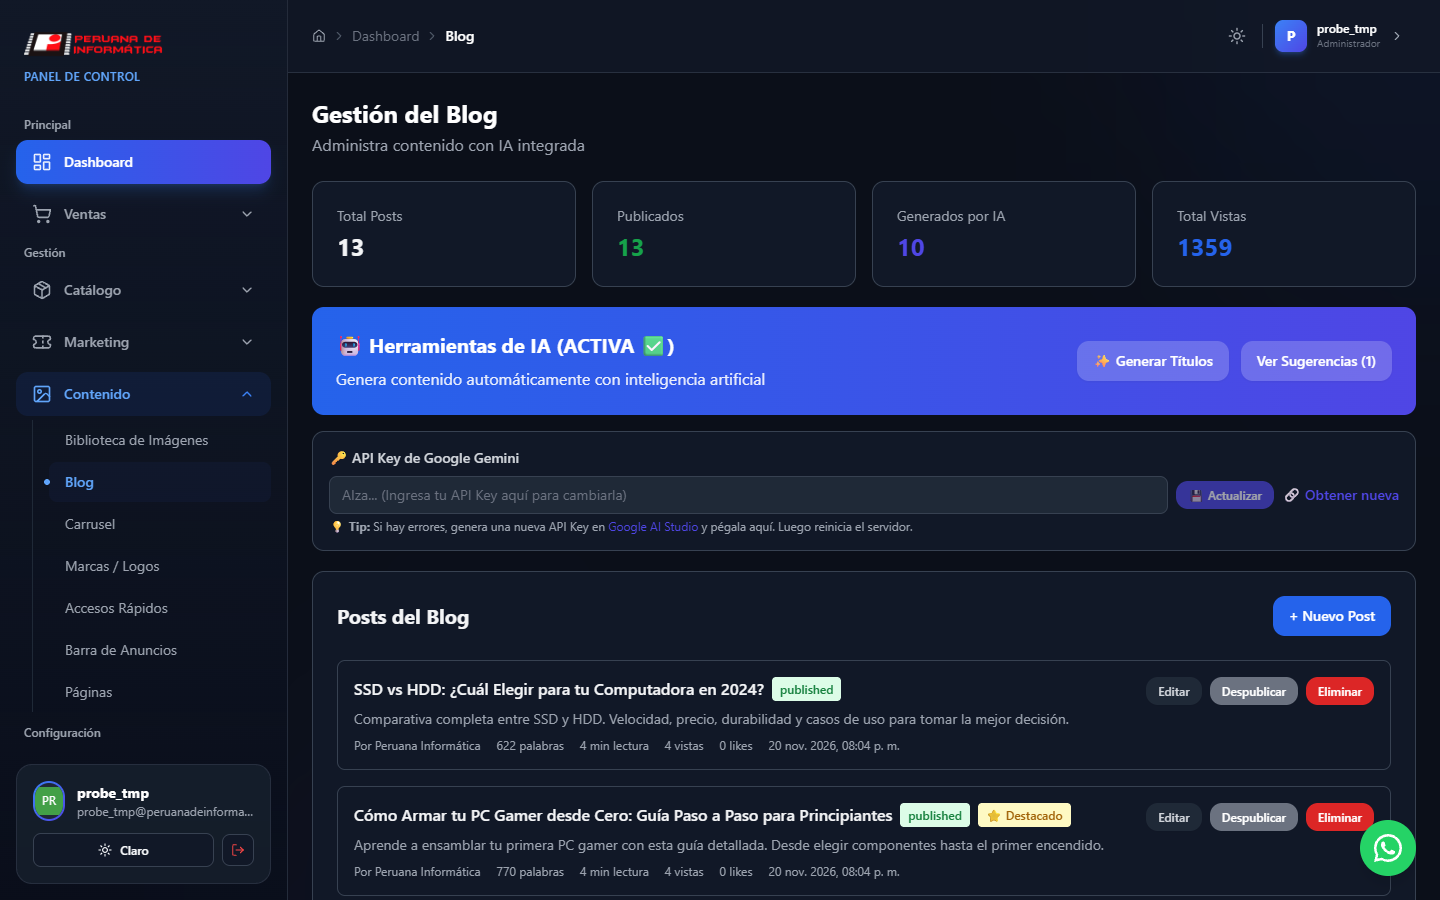 PERUANA DE
INFORMÁTICA
PANEL DE CONTROL
Principal
Dashboard
Ventas
Gestión
Catálogo
Marketing
Contenido
Biblioteca de Imágenes
Blog
Carrusel
Marcas / Logos
Accesos Rápidos
Barra de Anuncios
Páginas
Configuración
PR
probe_tmp
probe_tmp@peruanadeinforma...
Claro
Dashboard
Blog
P
probe_tmp
Administrador
Gestión del Blog
Administra contenido con IA integrada
Total Posts
13
Publicados
13
Generados por IA
10
Total Vistas
1359
🤖 Herramientas de IA (ACTIVA ✅)
Genera contenido automáticamente con inteligencia artificial
✨ Generar Títulos
Ver Sugerencias (1)
🔑 API Key de Google Gemini
AIza... (Ingresa tu API Key aquí para cambiarla)
💾 Actualizar
🔗 Obtener nueva
💡 Tip: Si hay errores, genera una nueva API Key en Google AI Studio y pégala aquí. Luego reinicia el servidor.
Posts del Blog
+ Nuevo Post
SSD vs HDD: ¿Cuál Elegir para tu Computadora en 2024? published
Editar Despublicar Eliminar
Comparativa completa entre SSD y HDD. Velocidad, precio, durabilidad y casos de uso para tomar la mejor decisión.
Por Peruana Informática 622 palabras 4 min lectura 4 vistas 0 likes 20 nov. 2026, 08:04 p. m.
Cómo Armar tu PC Gamer desde Cero: Guía Paso a Paso para Principiantes published ⭐ Destacado
Editar Despublicar Eliminar
Aprende a ensamblar tu primera PC gamer con esta guía detallada. Desde elegir componentes hasta el primer encendido.
Por Peruana Informática 770 palabras 4 min lectura 4 vistas 0 likes 20 nov. 2026, 08:04 p. m.